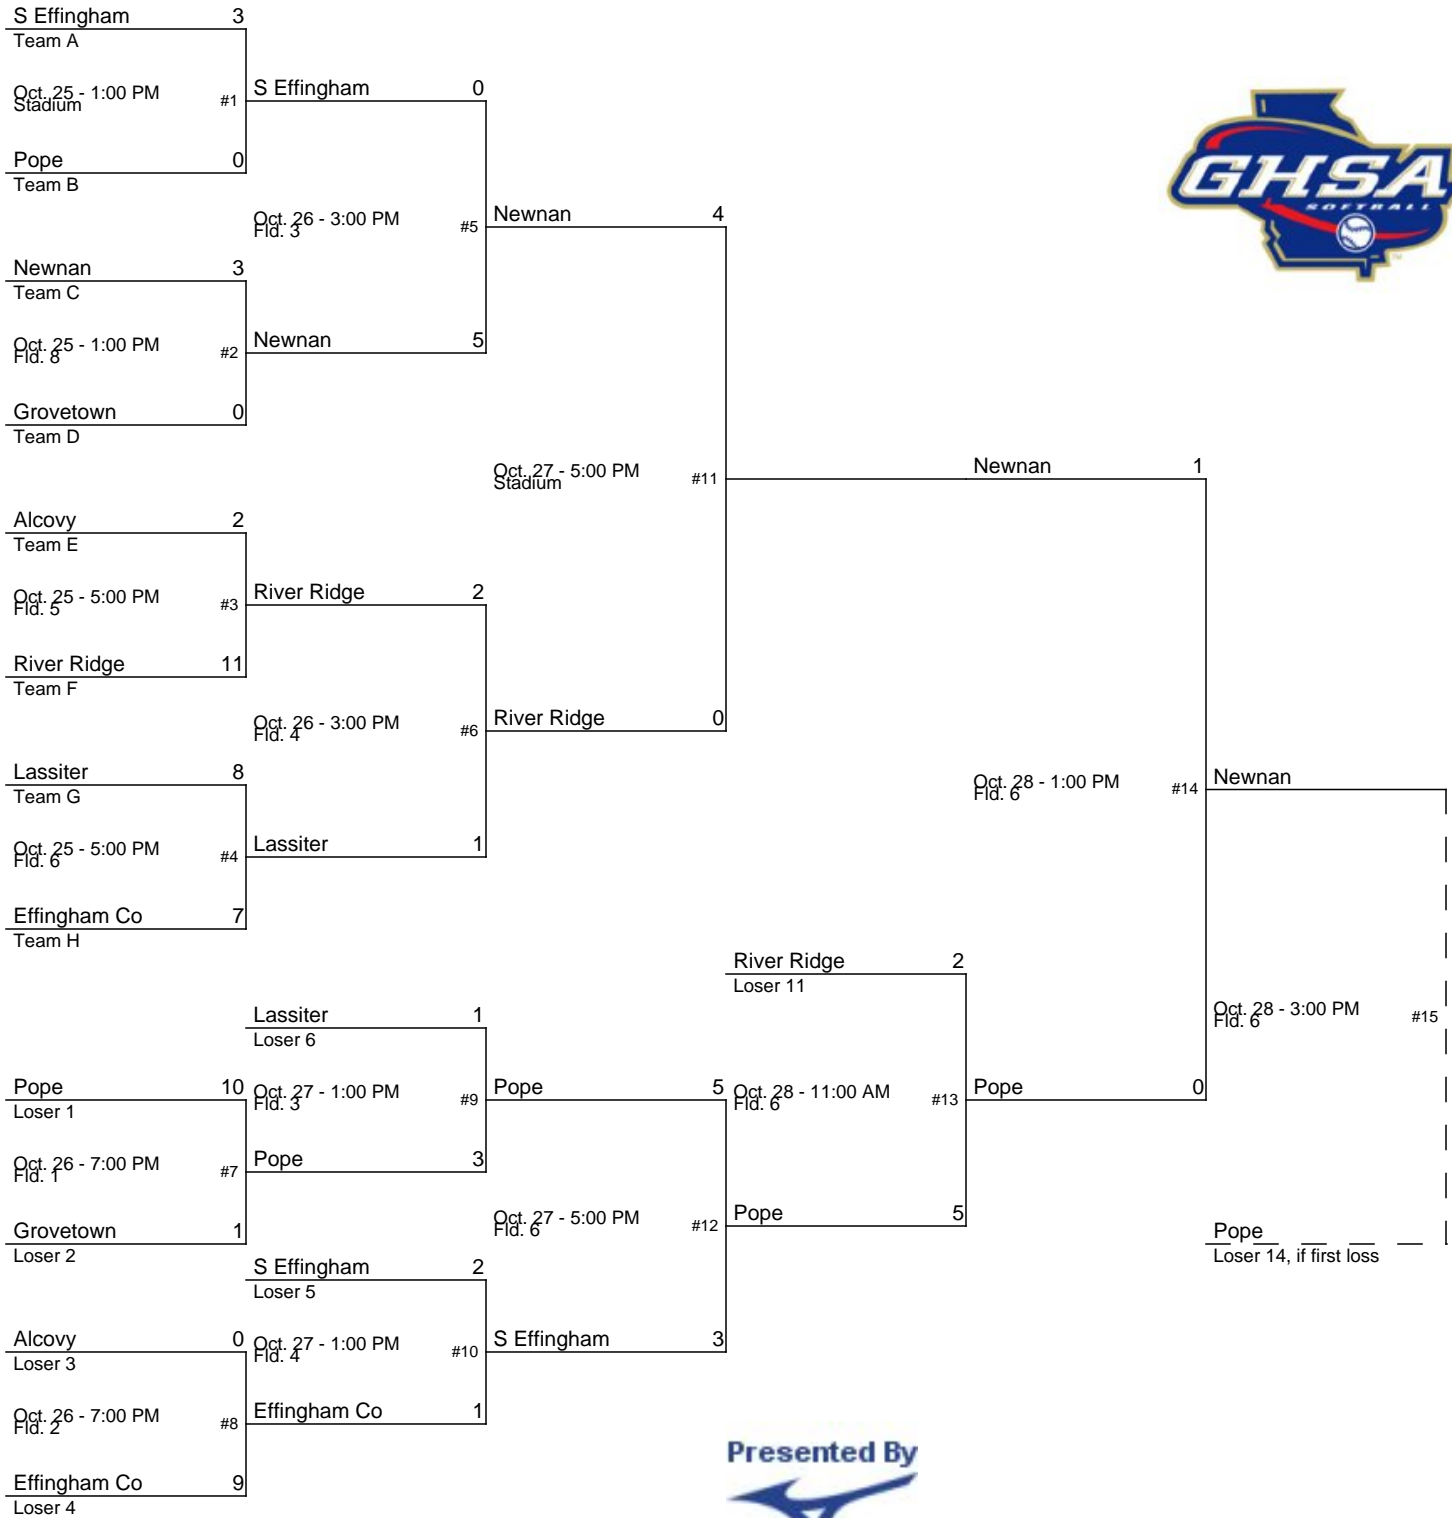 S Effingham 3
Team A
Oct. 25 - 1:00 PM
Stadium
#1
Pope 0
Team B
S Effingham 0
Oct. 26 - 3:00 PM
Fld. 3
#5
Newnan 3
Team C
Oct. 25 - 1:00 PM
Fld. 8
#2
Newnan 5
Grovetown 0
Team D
Newnan 4
GHSA
SOFTBALL
TM
Oct. 27 - 5:00 PM
Stadium
#11
Newnan 1
Alcovy 2
Team E
Oct. 25 - 5:00 PM
Fld. 5
#3
River Ridge 2
River Ridge 11
Team F
Oct. 26 - 3:00 PM
Fld. 4
#6
River Ridge 0
Lassiter 8
Team G
Oct. 25 - 5:00 PM
Fld. 6
#4
Lassiter 1
Effingham Co 7
Team H
Oct. 28 - 1:00 PM
Fld. 6
#14
Newnan
River Ridge 2
Loser 11
Lassiter 1
Loser 6
Oct. 28 - 3:00 PM
Fld. 6
#15
Pope 10
Loser 1
Oct. 27 - 1:00 PM
Fld. 3
#9
Pope 5
Oct. 28 - 11:00 AM
Fld. 6
#13
Pope 0
Oct. 26 - 7:00 PM
Fld. 1
#7
Pope 3
Grovetown 1
Loser 2
Oct. 27 - 5:00 PM
Fld. 6
#12
Pope 5
Pope
Loser 14, if first loss
S Effingham 2
Loser 5
Alcovy 0
Loser 3
Oct. 27 - 1:00 PM
Fld. 4
#10
S Effingham 3
Oct. 26 - 7:00 PM
Fld. 2
#8
Effingham Co 1
Effingham Co 9
Loser 4
Presented By